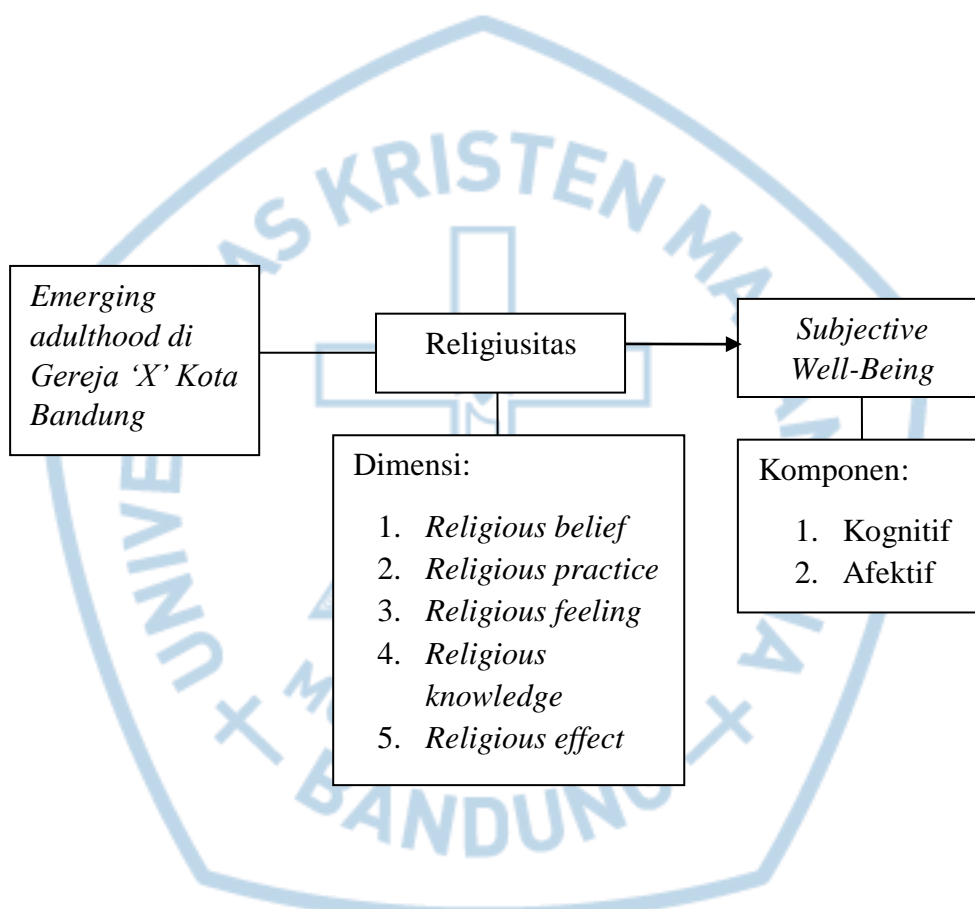 Emerging
adulthood di
Gereja ‘X’ Kota
Bandung
Religiusitas
Subjective
Well-Being
Dimensi:
1. Religious belief
2. Religious practice
3. Religious feeling
4. Religious
knowledge
5. Religious effect
Komponen:
1. Kognitif
2. Afektif
KRISTEN
BANDUNG